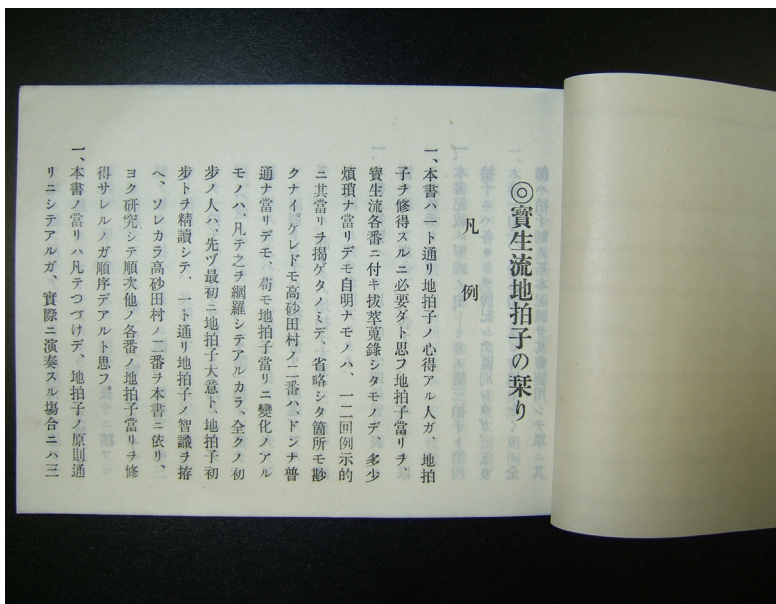 ◎寶生流地拍子の栞り
凡例
一、本書ハ一ト通リ地拍子ノ心得アル人ガ、地拍
子ヲ修得スルニ必要ダト思フ地拍子當リヲ、
寶生流各番ニ付キ拔萃蒐錄シタモノデ、多少
煩瑣ナ當リデモ自明ナモノハ、一二回例示的
ニ其當リヲ揭ゲタノミデ、省略シタ箇所モ尠
クナイ。ケレドモ高砂田村ノ二番ハ、ドンナ普
通ナ當リデモ、苟モ地拍子當リニ變化ノアル
モノハ、凡テ之ヲ網羅シテアルカラ、全クノ初
步ノ人ハ、先ヅ最初ニ地拍子大意ト、地拍子初
步トヲ精讀シテ、一ト通リ地拍子ノ智識ヲ拵
ヘ、ソレカラ高砂田村ノ二番ヲ本書ニ依リ、
ヨク研究シテ順次他ノ各番ノ地拍子當リヲ修
得サレルノガ順序デアルト思フ。
一、本書ノ當リハ凡テつづけデ、地拍子ノ原則通
リニシテアルガ、實際ニ演奏スル塲合ニハ三